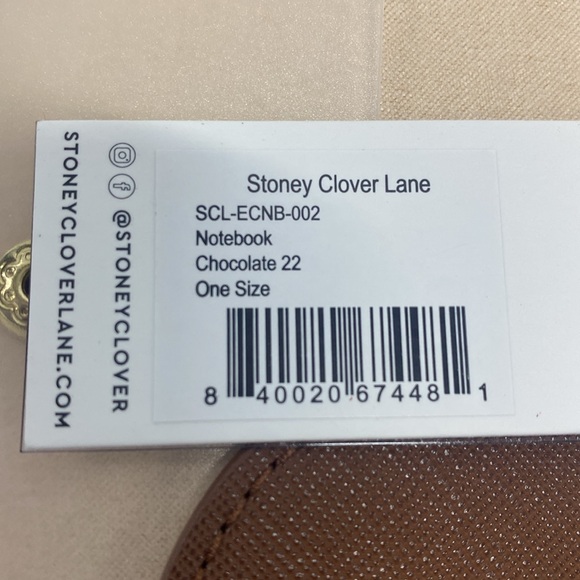 STONEYCLOVERLANE.COM
@STONEYCLOVER
Stoney Clover Lane
SCL-ECNB-002
Notebook
Chocolate 22
One Size
8 40020 67448 1